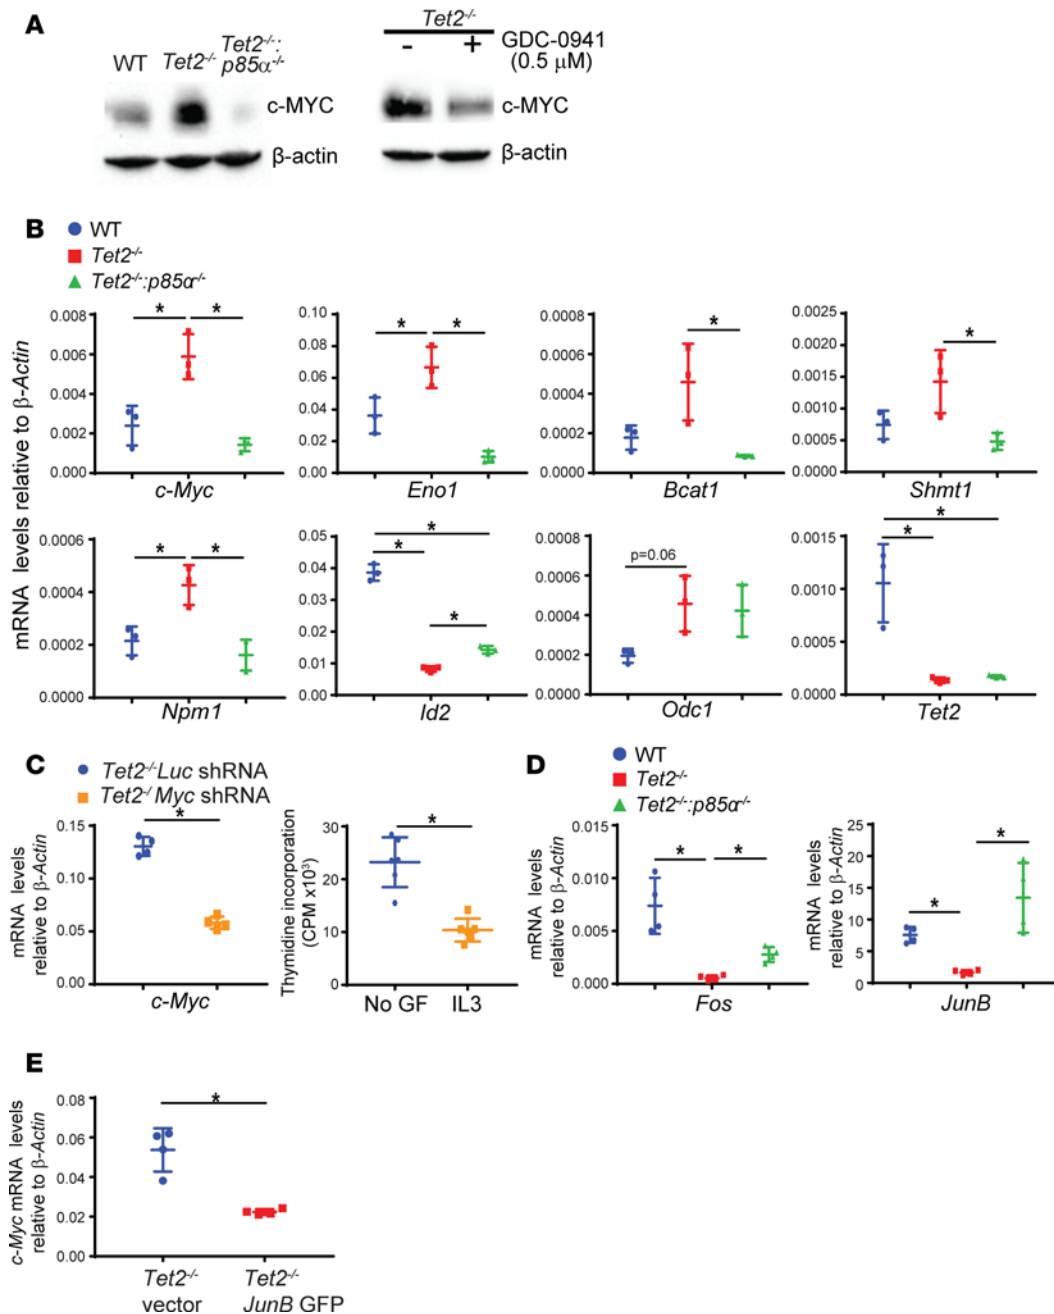 A
WT
Tet2-/-
Tet2-/-:
p85α-/-
c-MYC
β-actin
Tet2-/-
-
+
GDC-0941
(0.5 μM)
c-MYC
β-actin
B
WT
Tet2-/-
Tet2-/-:p85α-/-
mRNA levels relative to β-Actin
0.008
0.006
0.004
0.002
0.000
*
*
c-Myc
0.10
0.08
0.06
0.04
0.02
0.00
*
*
Eno1
0.0008
0.0006
0.0004
0.0002
0.0000
*
Bcat1
0.0025
0.0020
0.0015
0.0010
0.0005
0.0000
*
Shmt1
0.0006
0.0004
0.0002
0.0000
*
*
Npm1
0.05
0.04
0.03
0.02
0.01
0.00
*
*
*
Id2
0.0008
0.0006
0.0004
0.0002
0.0000
p=0.06
Odc1
0.0015
0.0010
0.0005
0.0000
*
*
Tet2
C
Tet2-/- Luc shRNA
Tet2-/ Myc shRNA
mRNA levels
relative to β-Actin
0.15
0.10
0.05
0.00
*
c-Myc
Thymidine incorporation
(CPM x10³)
30
20
10
0
*
No GF
IL3
D
WT
Tet2-/-
Tet2-/-:p85α-/-
mRNA levels
relative to β-Actin
0.015
0.010
0.005
0.000
*
*
Fos
mRNA levels
relative to β-Actin
25
20
15
10
5
0
*
*
JunB
E
c-Myc mRNA levels
relative to β-Actin
0.08
0.06
0.04
0.02
0.00
*
Tet2-/-
vector
Tet2-/-
JunB GFP